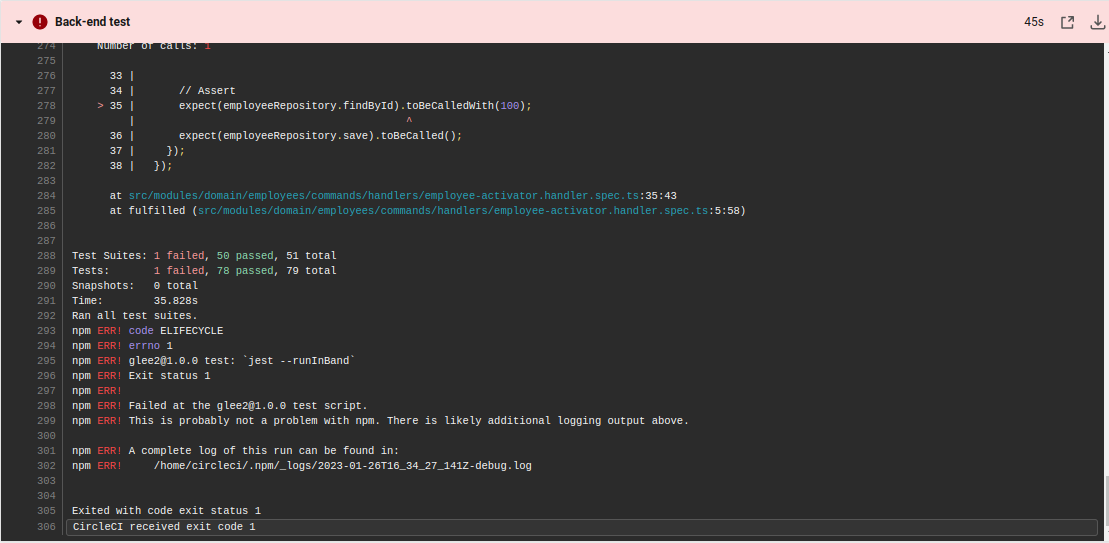 Back-end test
45s
274 Number of calls: 1
275
276 33 |
277 34 | // Assert
278 > 35 | expect(employeeRepository.findById).toBeCalledWith(100);
279 | ^
280 36 | expect(employeeRepository.save).toBeCalled();
281 37 | });
282 38 | });
283
284 at src/modules/domain/employees/commands/handlers/employee-activator.handler.spec.ts:35:43
285 at fulfilled (src/modules/domain/employees/commands/handlers/employee-activator.handler.spec.ts:5:58)
286
287
288 Test Suites: 1 failed, 50 passed, 51 total
289 Tests: 1 failed, 78 passed, 79 total
290 Snapshots: 0 total
291 Time: 35.828s
292 Ran all test suites.
293 npm ERR! code ELIFECYCLE
294 npm ERR! errno 1
295 npm ERR! glee2@1.0.0 test: `jest --runInBand`
296 npm ERR! Exit status 1
297 npm ERR!
298 npm ERR! Failed at the glee2@1.0.0 test script.
299 npm ERR! This is probably not a problem with npm. There is likely additional logging output above.
300
301 npm ERR! A complete log of this run can be found in:
302 npm ERR! /home/circleci/.npm/_logs/2023-01-26T16_34_27_141Z-debug.log
303
304
305 Exited with code exit status 1
306 CircleCI received exit code 1